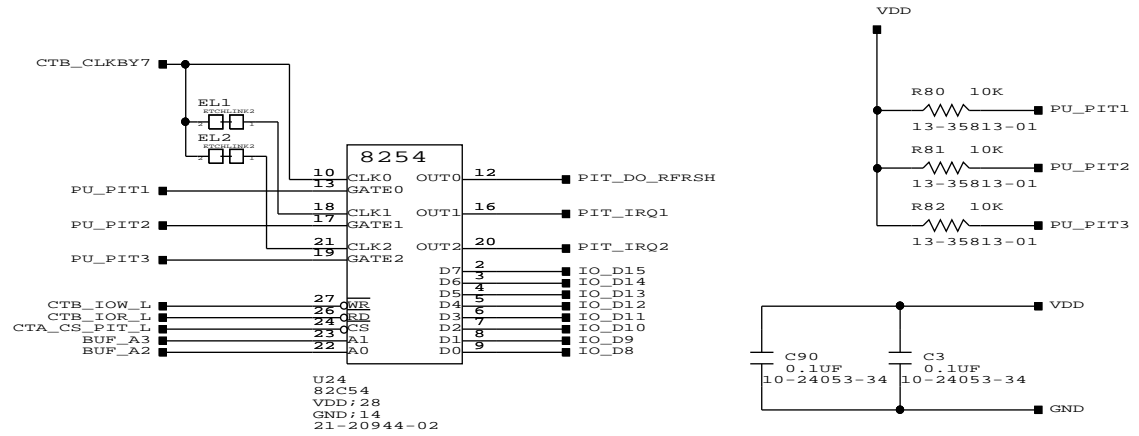 CTB_CLKBY7
EL1
ETCHLINK2
2 1
EL2
ETCHLINK2
2 1
8254
10 CLK0 OUT0 12 PIT_DO_RFRSH
PU_PIT1 13 GATE0
18 CLK1 OUT1 16 PIT_IRQ1
PU_PIT2 17 GATE1
21 CLK2 OUT2 20 PIT_IRQ2
PU_PIT3 19 GATE2
D7 2 IO_D15
D6 3 IO_D14
D5 4 IO_D13
CTB_IOW_L 27 WR D4 5 IO_D12
CTB_IOR_L 26 RD D3 6 IO_D11
CTA_CS_PIT_L 24 CS D2 7 IO_D10
BUF_A3 23 A1 D1 8 IO_D9
BUF_A2 22 A0 D0 9 IO_D8
U24
82C54
VDD;28
GND;14
21-20944-02
VDD
R80 10K
PU_PIT1
13-35813-01
R81 10K
PU_PIT2
13-35813-01
R82 10K
PU_PIT3
13-35813-01
VDD
C90 C3
0.1UF 0.1UF
10-24053-34 10-24053-34
GND